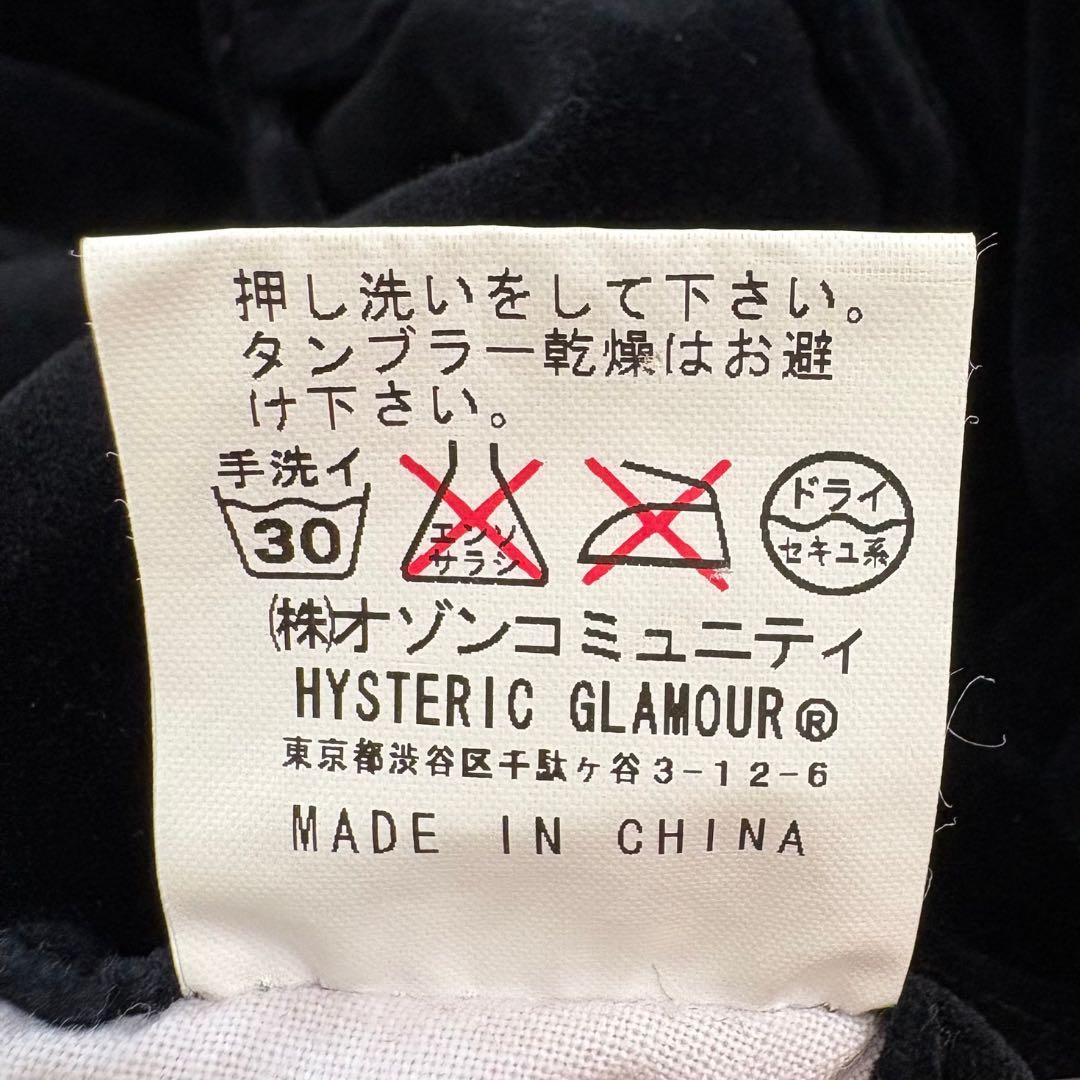 押し洗いをして下さい。
タンブラー乾燥はお避
け下さい。
手洗イ
30
エンソ
サラシ
ドライ
セキユ系
(株)オゾンコミュニティ
HYSTERIC GLAMOUR®
東京都渋谷区千駄ヶ谷3-12-6
MADE IN CHINA